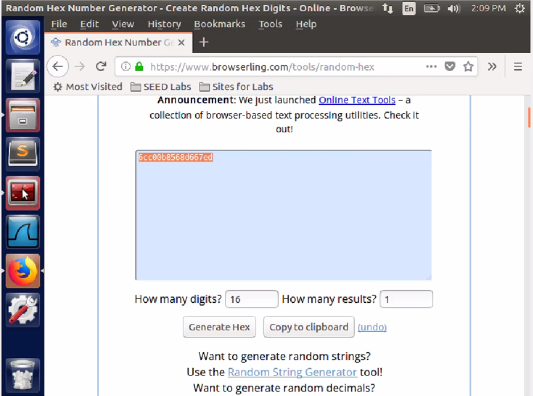 Random Hex Number Generator - Create Random Hex Digits - Online - Browse
En
2:09 PM
File Edit View History Bookmarks Tools Help
Random Hex Number G
https://www.browserling.com/tools/random-hex
Most Visited SEED Labs Sites for Labs
Announcement: We just launched Online Text Tools – a
collection of browser-based text processing utilities. Check it
out!
6cc00b8568d667ed
How many digits? 16 How many results? 1
Generate Hex Copy to clipboard (undo)
Want to generate random strings?
Use the Random String Generator tool!
Want to generate random decimals?